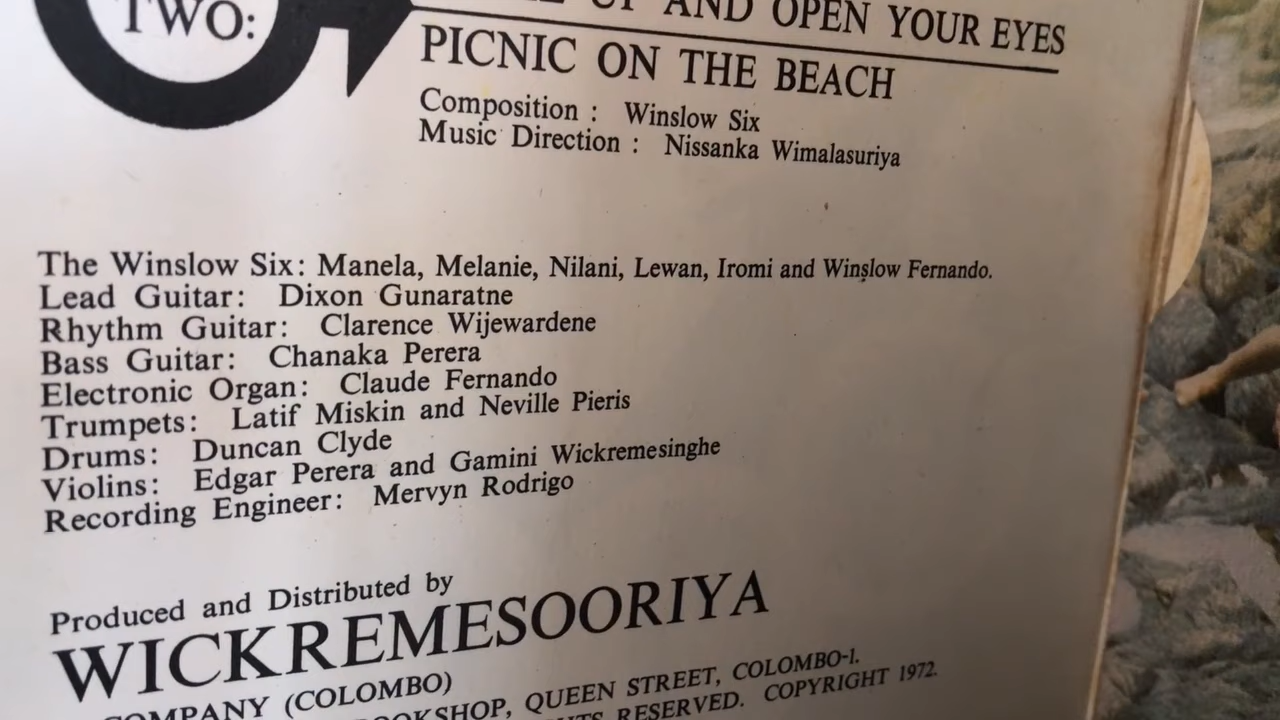 TWO:
UP AND OPEN YOUR EYES
PICNIC ON THE BEACH
Composition : Winslow Six
Music Direction : Nissanka Wimalasuriya
The Winslow Six: Manela, Melanie, Nilani, Lewan, Iromi and Winslow Fernando.
Lead Guitar: Dixon Gunaratne
Rhythm Guitar: Clarence Wijewardene
Bass Guitar: Chanaka Perera
Electronic Organ: Claude Fernando
Trumpets: Latif Miskin and Neville Pieris
Drums: Duncan Clyde
Violins: Edgar Perera and Gamini Wickremesinghe
Recording Engineer: Mervyn Rodrigo
Produced and Distributed by
WICKREMESOORIYA
COMPANY (COLOMBO)
QUEEN STREET, COLOMBO-1.
RESERVED. COPYRIGHT 1972.